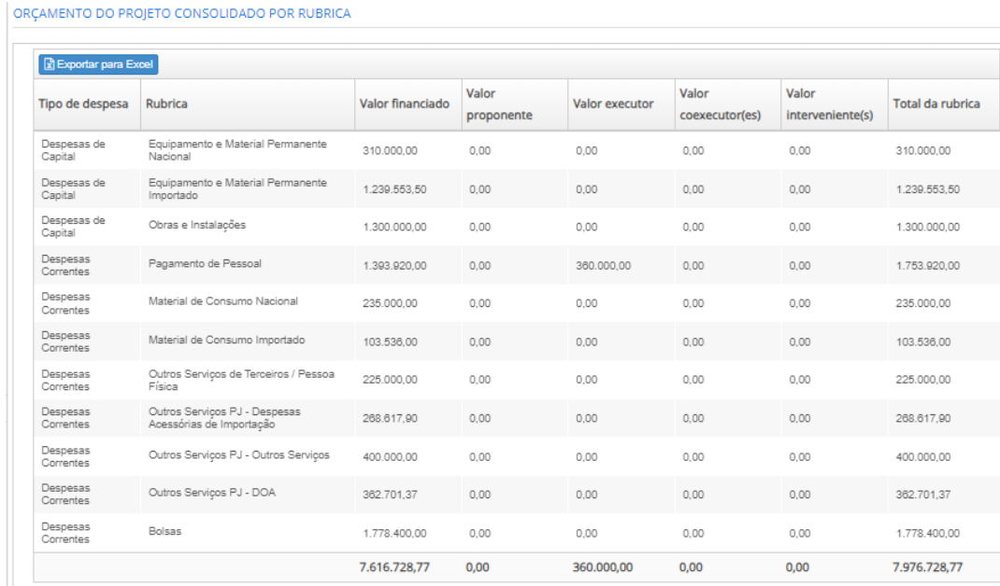 ORÇAMENTO DO PROJETO CONSOLIDADO POR RUBRICA
Exportar para Excel
Tipo de despesa Rubrica Valor financiado Valor proponente Valor executor Valor coexecutor(es) Valor interveniente(s) Total da rubrica
Despesas de Capital Equipamento e Material Permanente Nacional 310.000,00 0,00 0,00 0,00 0,00 310.000,00
Despesas de Capital Equipamento e Material Permanente Importado 1.239.553,50 0,00 0,00 0,00 0,00 1.239.553,50
Despesas de Capital Obras e Instalações 1.300.000,00 0,00 0,00 0,00 0,00 1.300.000,00
Despesas Correntes Pagamento de Pessoal 1.393.920,00 0,00 360.000,00 0,00 0,00 1.753.920,00
Despesas Correntes Material de Consumo Nacional 235.000,00 0,00 0,00 0,00 0,00 235.000,00
Despesas Correntes Material de Consumo Importado 103.536,00 0,00 0,00 0,00 0,00 103.536,00
Despesas Correntes Outros Serviços de Terceiros / Pessoa Física 225.000,00 0,00 0,00 0,00 0,00 225.000,00
Despesas Correntes Outros Serviços PJ - Despesas Acessórias de Importação 268.617,90 0,00 0,00 0,00 0,00 268.617,90
Despesas Correntes Outros Serviços PJ - Outros Serviços 400.000,00 0,00 0,00 0,00 0,00 400.000,00
Despesas Correntes Outros Serviços PJ - DOA 362.701,37 0,00 0,00 0,00 0,00 362.701,37
Despesas Correntes Bolsas 1.778.400,00 0,00 0,00 0,00 0,00 1.778.400,00
7.616.728,77 0,00 360.000,00 0,00 0,00 7.976.728,77